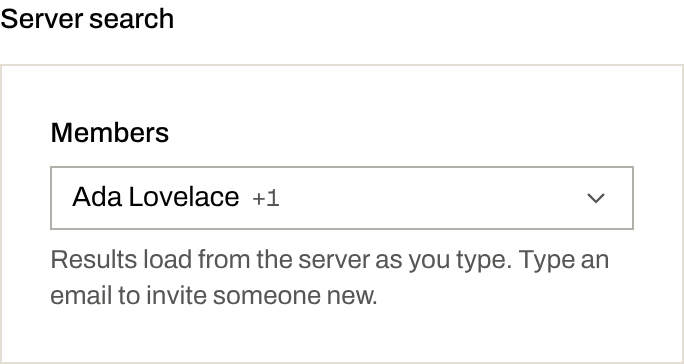 Server search
Members
Ada Lovelace +1
Results load from the server as you type. Type an
email to invite someone new.